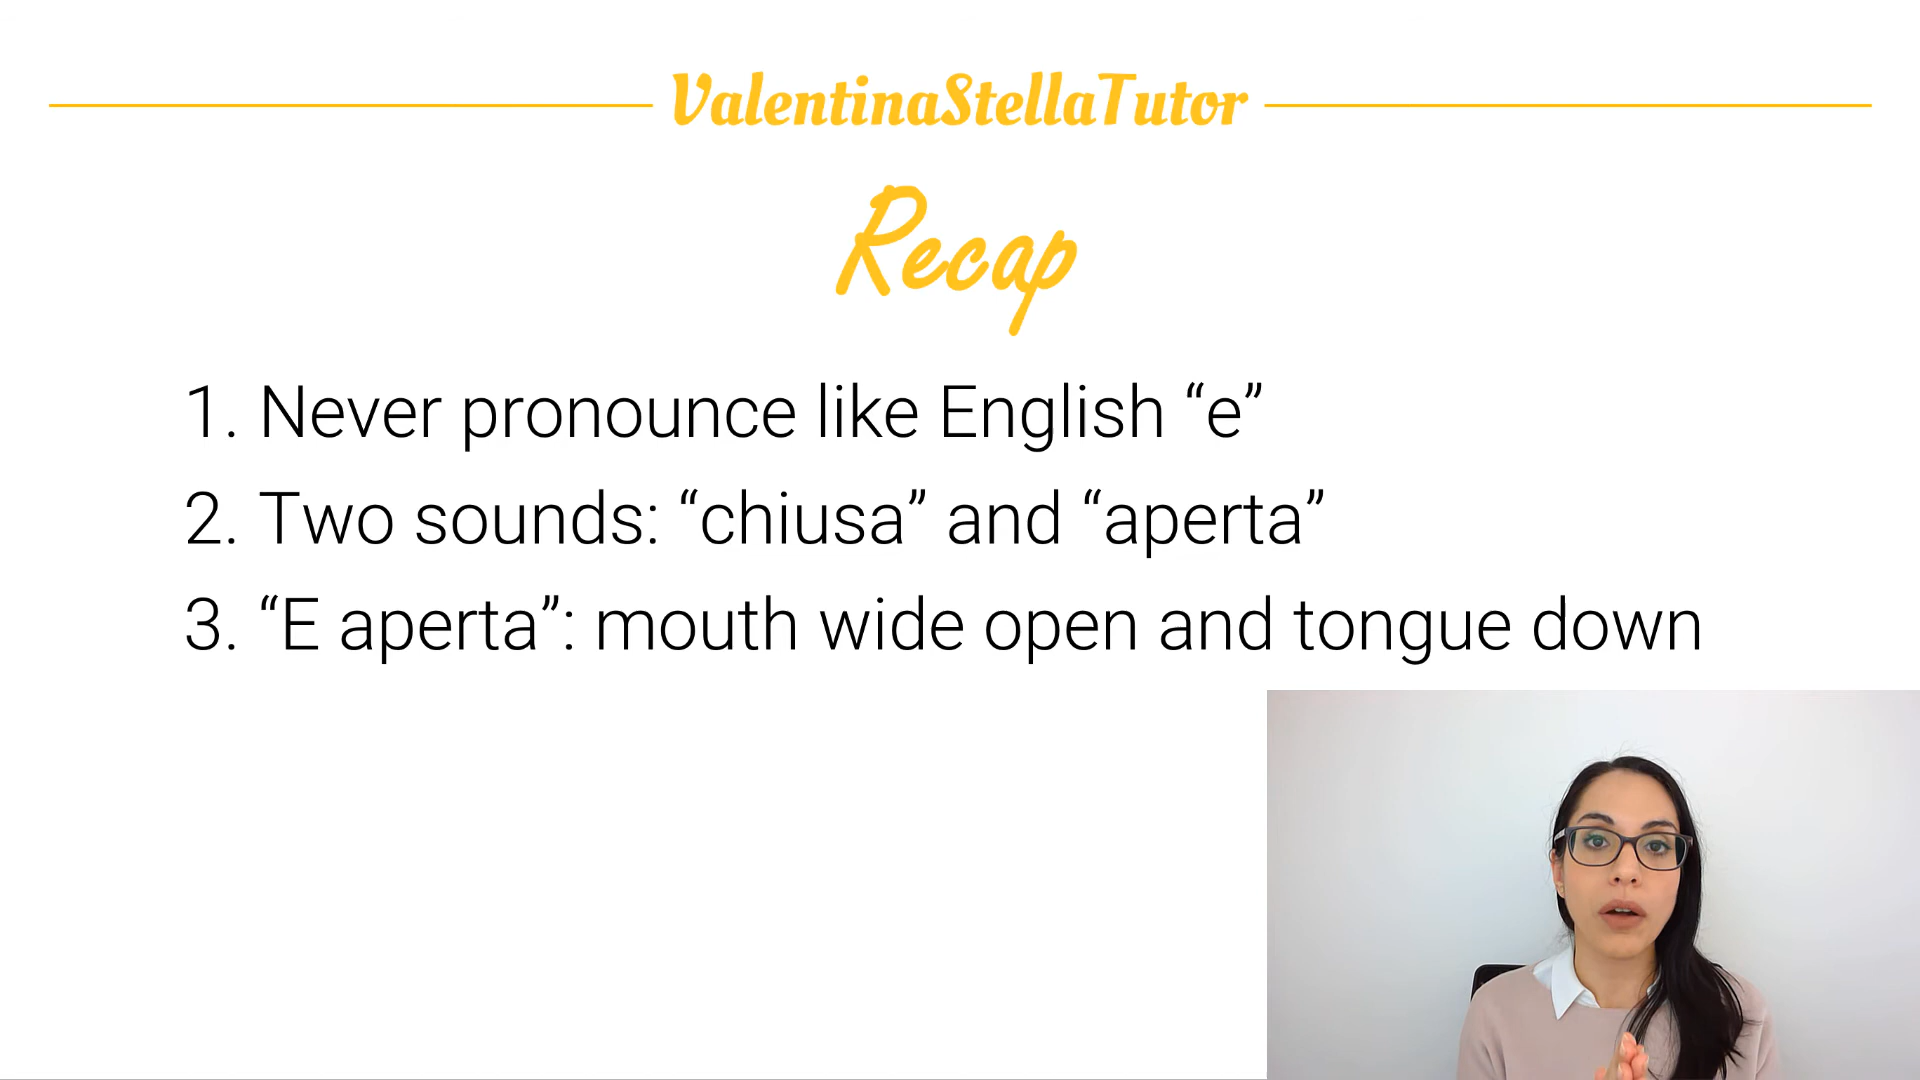 ValentinaStellaTutor
Recap
1. Never pronounce like English “e”
2. Two sounds: “chiusa” and “aperta”
3. “E aperta”: mouth wide open and tongue down